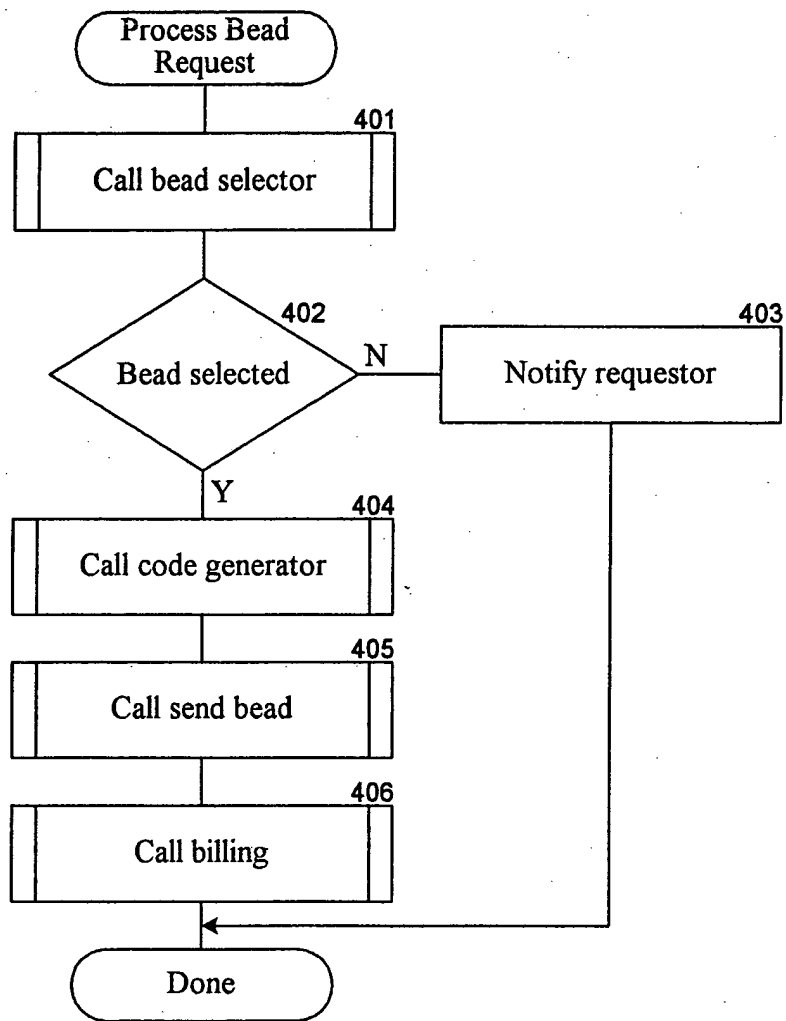 Process Bead
Request
401
Call bead selector
402
Bead selected
N
403
Notify requestor
Y
404
Call code generator
405
Call send bead
406
Call billing
Done